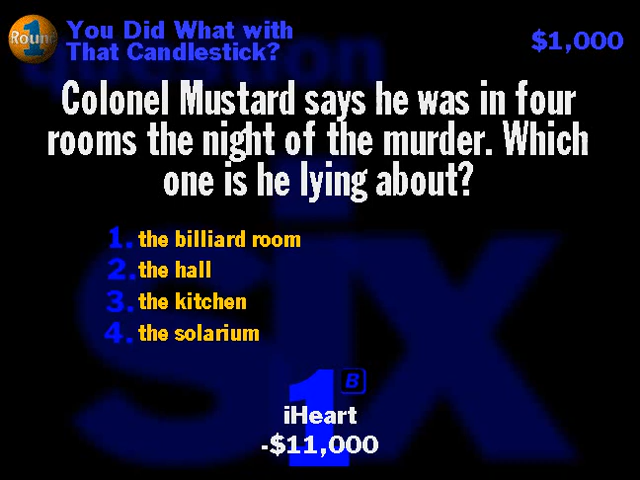 Round 1
You Did What with
That Candlestick?
$1,000
question
Colonel Mustard says he was in four
rooms the night of the murder. Which
one is he lying about?
1. the billiard room
2. the hall
3. the kitchen
4. the solarium
six
1
B
iHeart
-$11,000